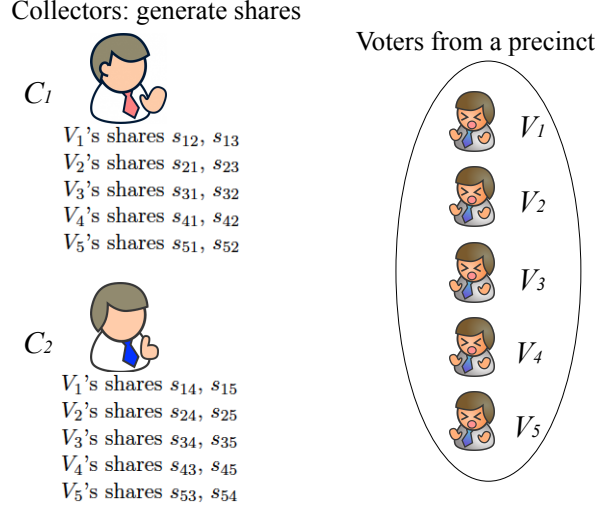 Collectors: generate shares
C1
V1's shares s12, s13
V2's shares s21, s23
V3's shares s31, s32
V4's shares s41, s42
V5's shares s51, s52
C2
V1's shares s14, s15
V2's shares s24, s25
V3's shares s34, s35
V4's shares s43, s45
V5's shares s53, s54
Voters from a precinct
V1
V2
V3
V4
V5